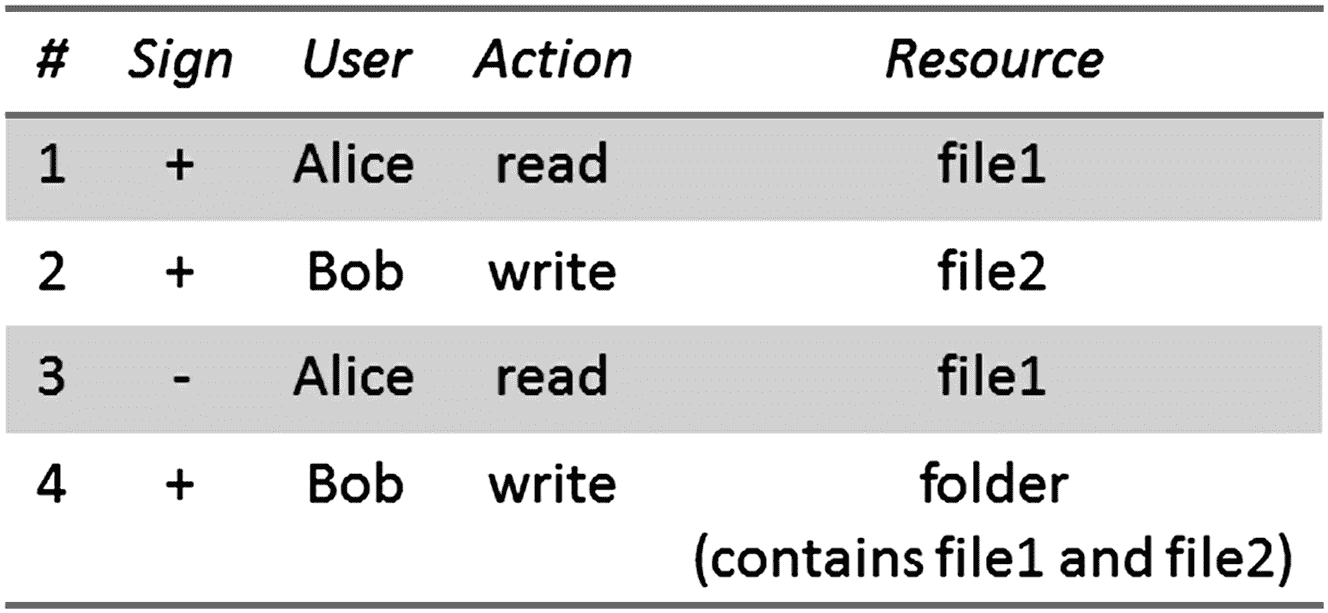 # Sign User Action Resource
1 + Alice read file1
2 + Bob write file2
3 - Alice read file1
4 + Bob write folder
(contains file1 and file2)